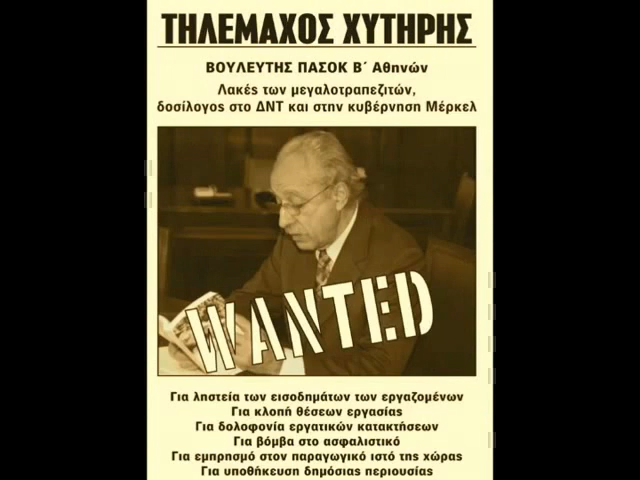 ΤΗΛΕΜΑΧΟΣ ΧΥΤΗΡΗΣ
ΒΟΥΛΕΥΤΗΣ ΠΑΣΟΚ Β΄ Αθηνών
Λακές των μεγαλοτραπεζιτών,
δοσίλογος στο ΔΝΤ και στην κυβέρνηση Μέρκελ
WANTED
Για ληστεία των εισοδημάτων των εργαζομένων
Για κλοπή θέσεων εργασίας
Για δολοφονία εργατικών κατακτήσεων
Για βόμβα στο ασφαλιστικό
Για εμπρησμό στον παραγωγικό ιστό της χώρας
Για υποθήκευση δημόσιας περιουσίας